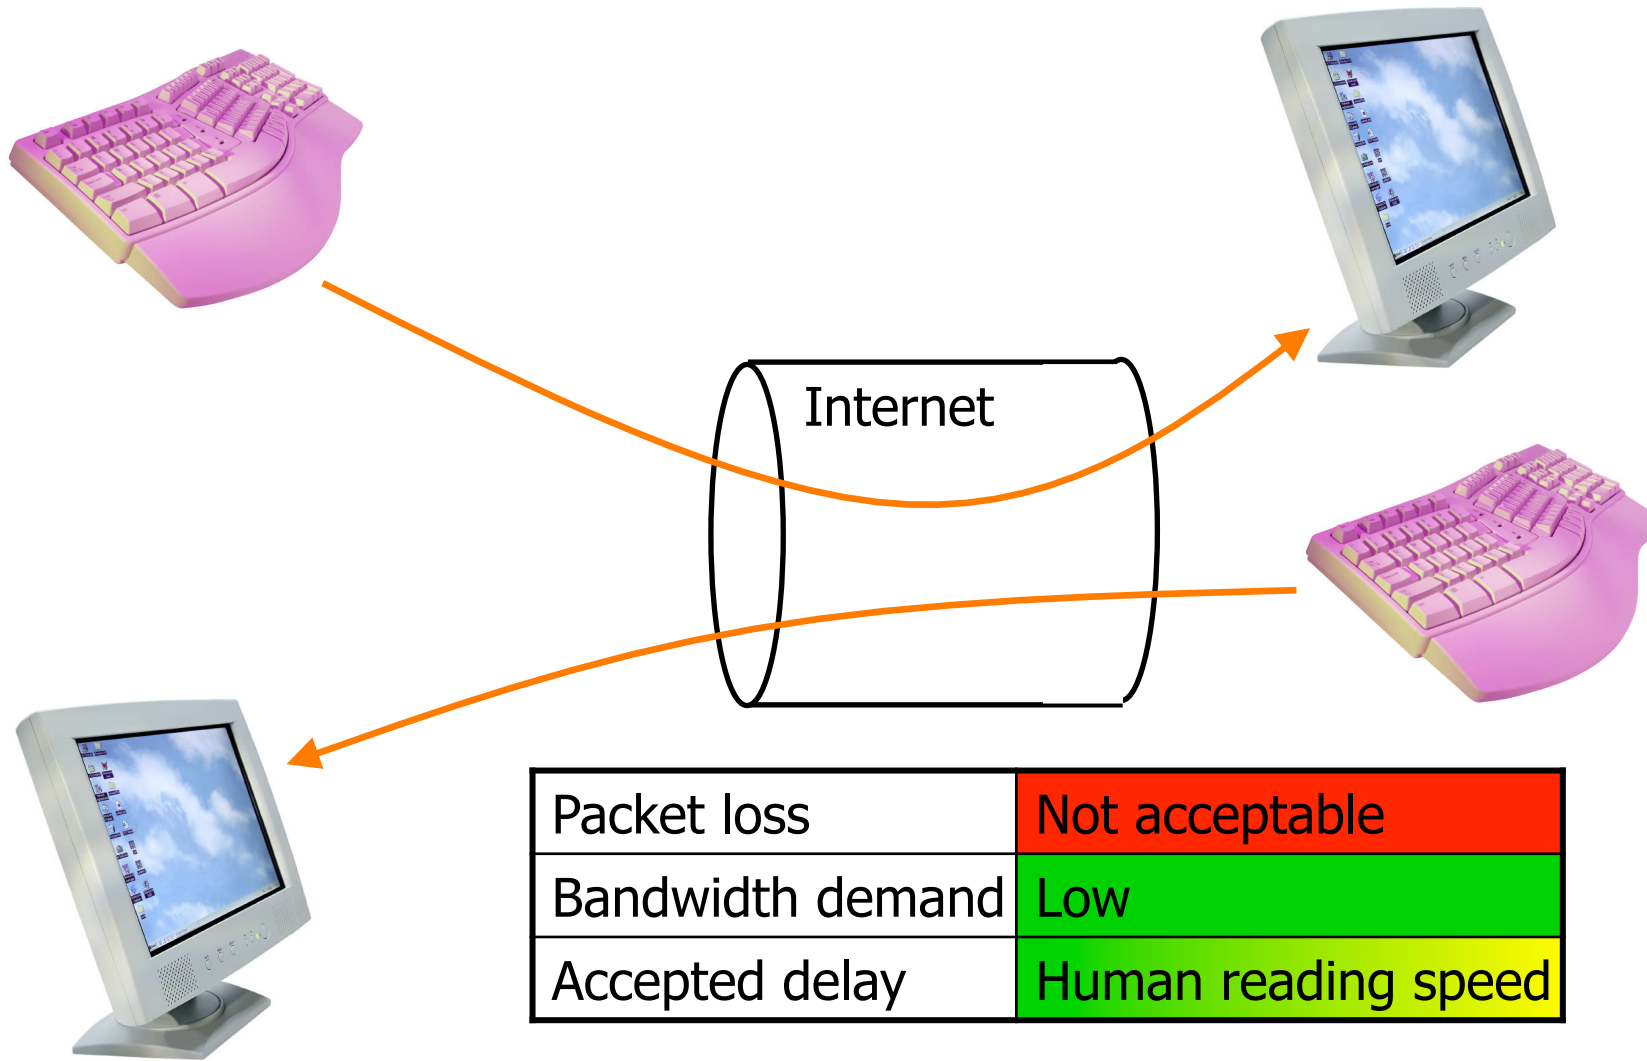 Internet
Packet loss Not acceptable
Bandwidth demand Low
Accepted delay Human reading speed